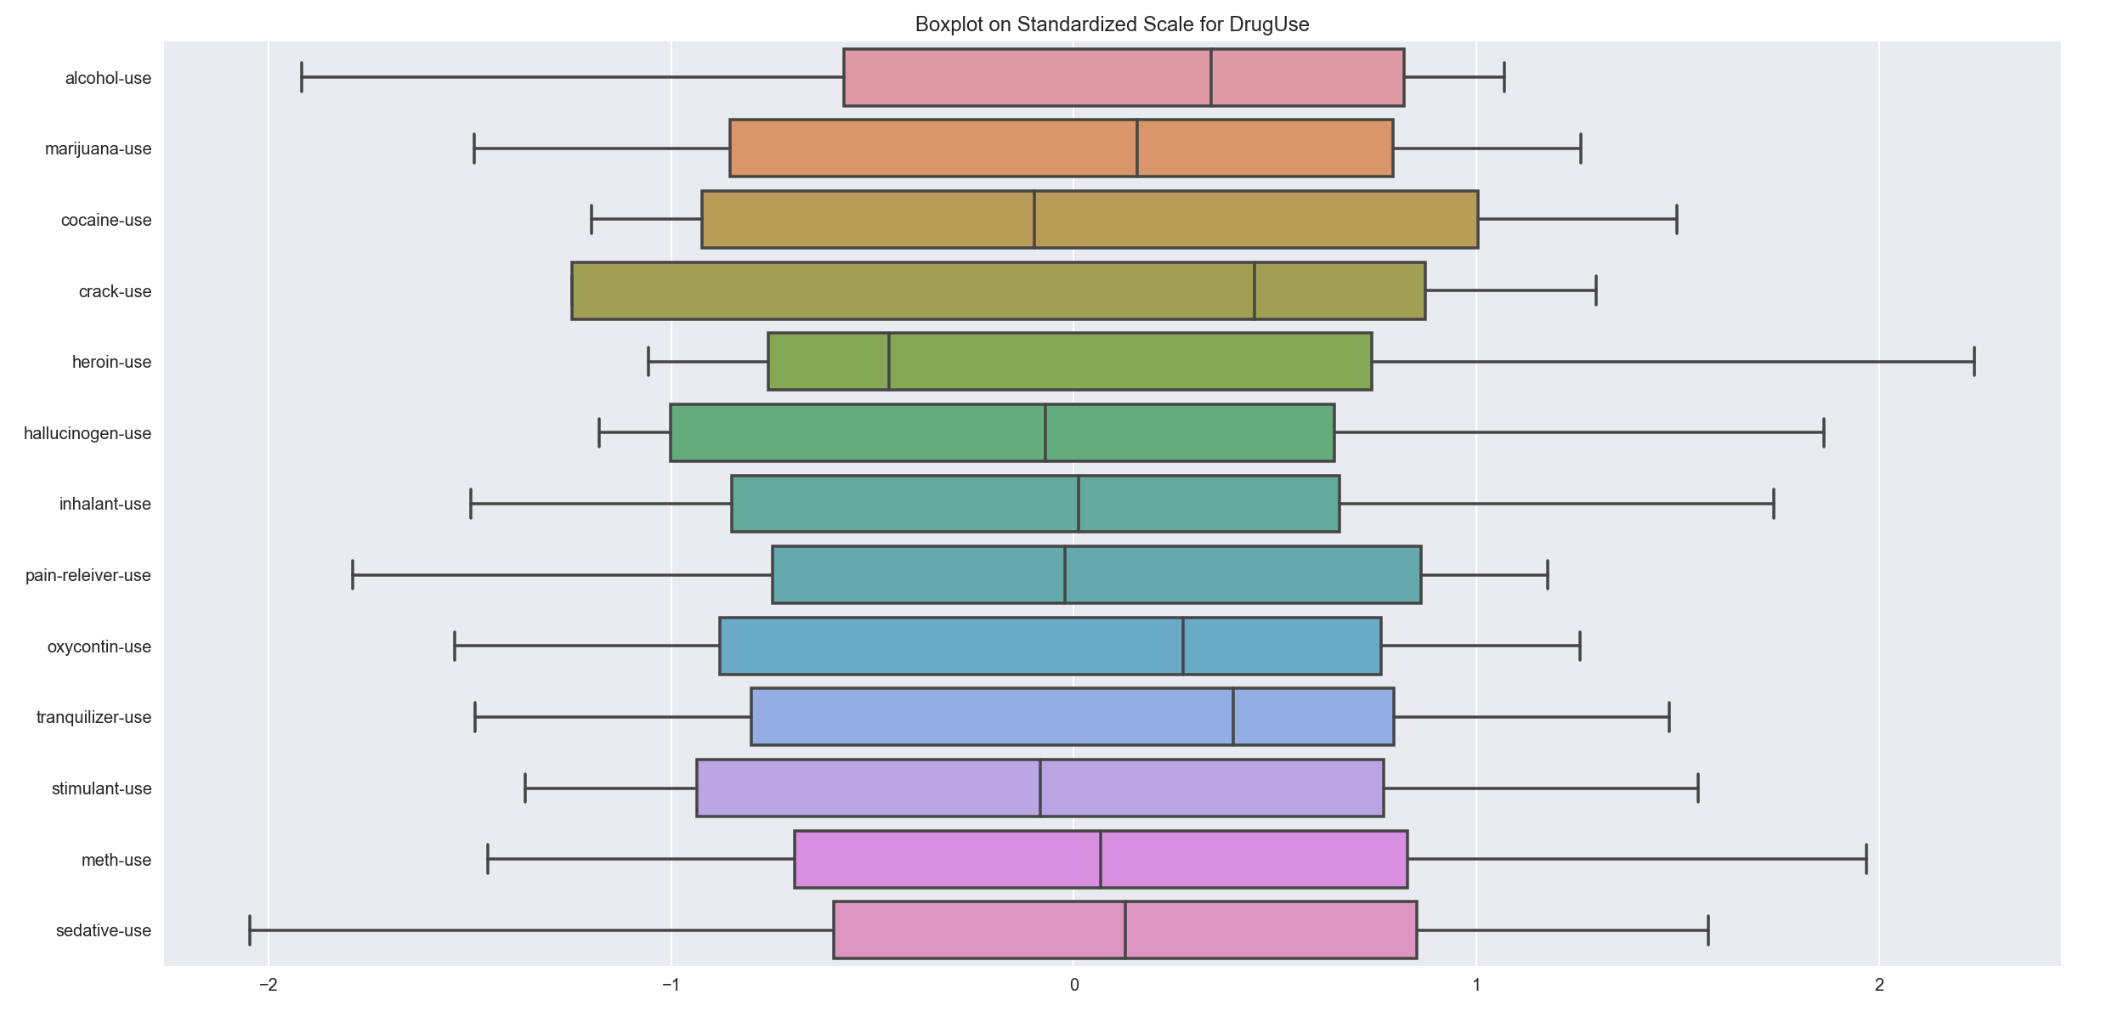 Boxplot on Standardized Scale for DrugUse
alcohol-use
marijuana-use
cocaine-use
crack-use
heroin-use
hallucinogen-use
inhalant-use
pain-releiver-use
oxycontin-use
tranquilizer-use
stimulant-use
meth-use
sedative-use
−2 −1 0 1 2